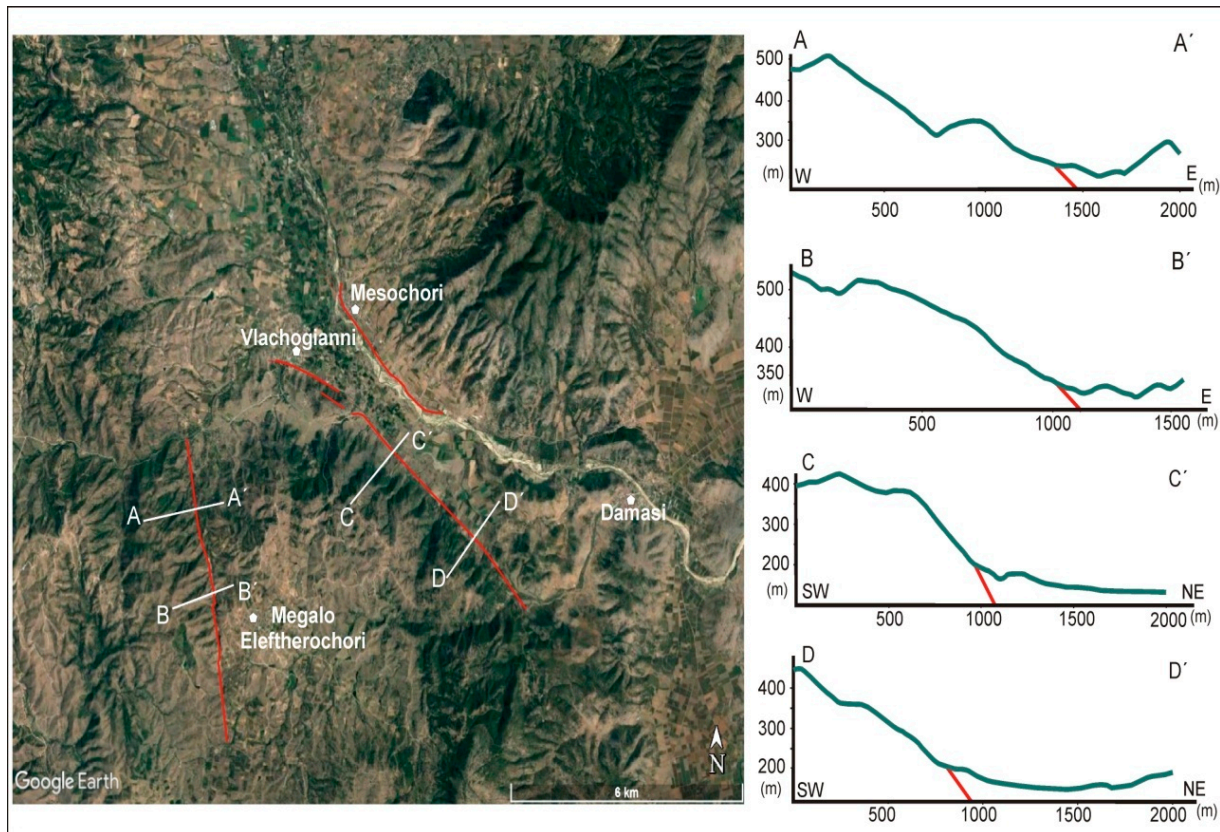 Mesochori
Vlachogianni
C´
A´
A
C
D´
Damasi
D
B´
B
Megalo
Eleftherochori
N
Google Earth
6 km
A A´
500
400
300
(m)
W E (m)
500 1000 1500 2000
B B´
500
400
350
(m)
W E
(m)
500 1000 1500
C C´
400
300
200
(m)
SW NE
500 1000 1500 2000
(m)
D D´
400
300
200
(m)
SW NE
(m)
500 1000 1500 2000